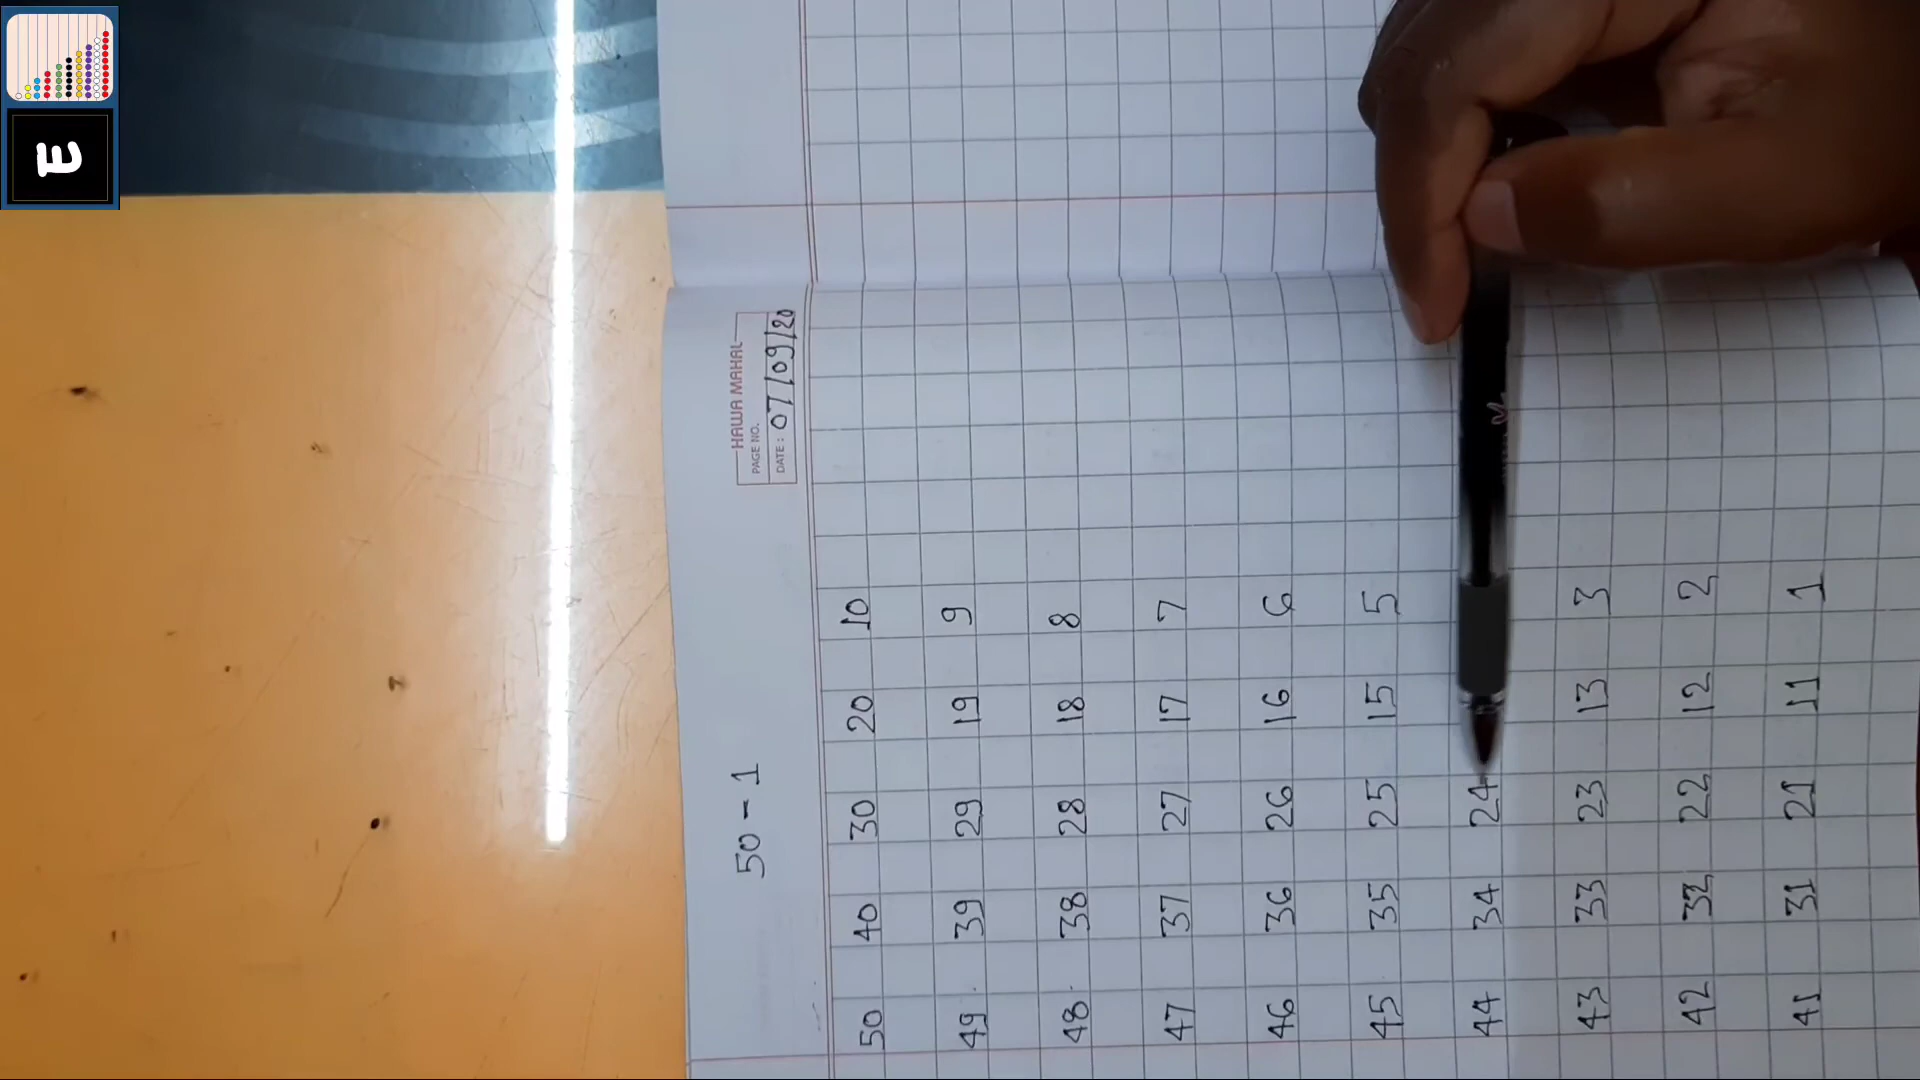 HAWA MAHAL
PAGE NO.
DATE: 07/09/20
50 - 1
50 40 30 20 10
49 39 29 19 9
48 38 28 18 8
47 37 27 17 7
46 36 26 16 6
45 35 25 15 5
44 34 24
43 33 23 13 3
42 32 22 12 2
41 31 21 11 1